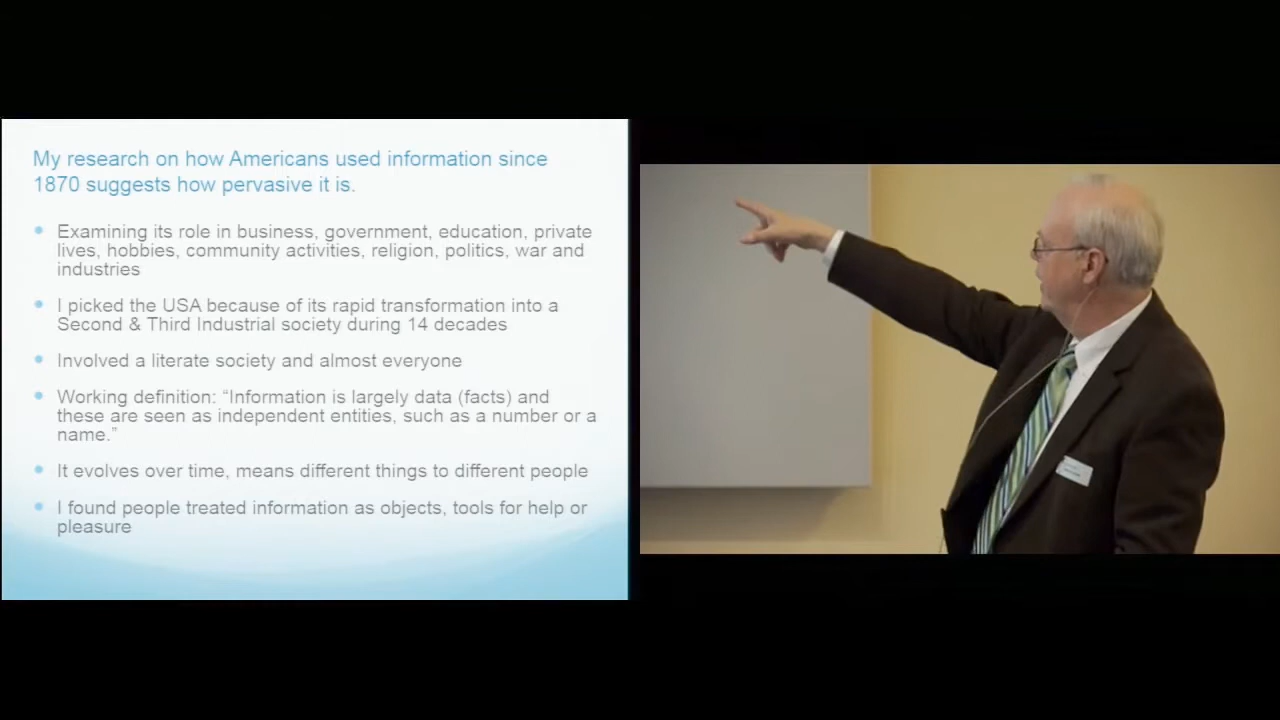 My research on how Americans used information since
1870 suggests how pervasive it is.
Examining its role in business, government, education, private
lives, hobbies, community activities, religion, politics, war and
industries
I picked the USA because of its rapid transformation into a
Second & Third Industrial society during 14 decades
Involved a literate society and almost everyone
Working definition: “Information is largely data (facts) and
these are seen as independent entities, such as a number or a
name.”
It evolves over time, means different things to different people
I found people treated information as objects, tools for help or
pleasure